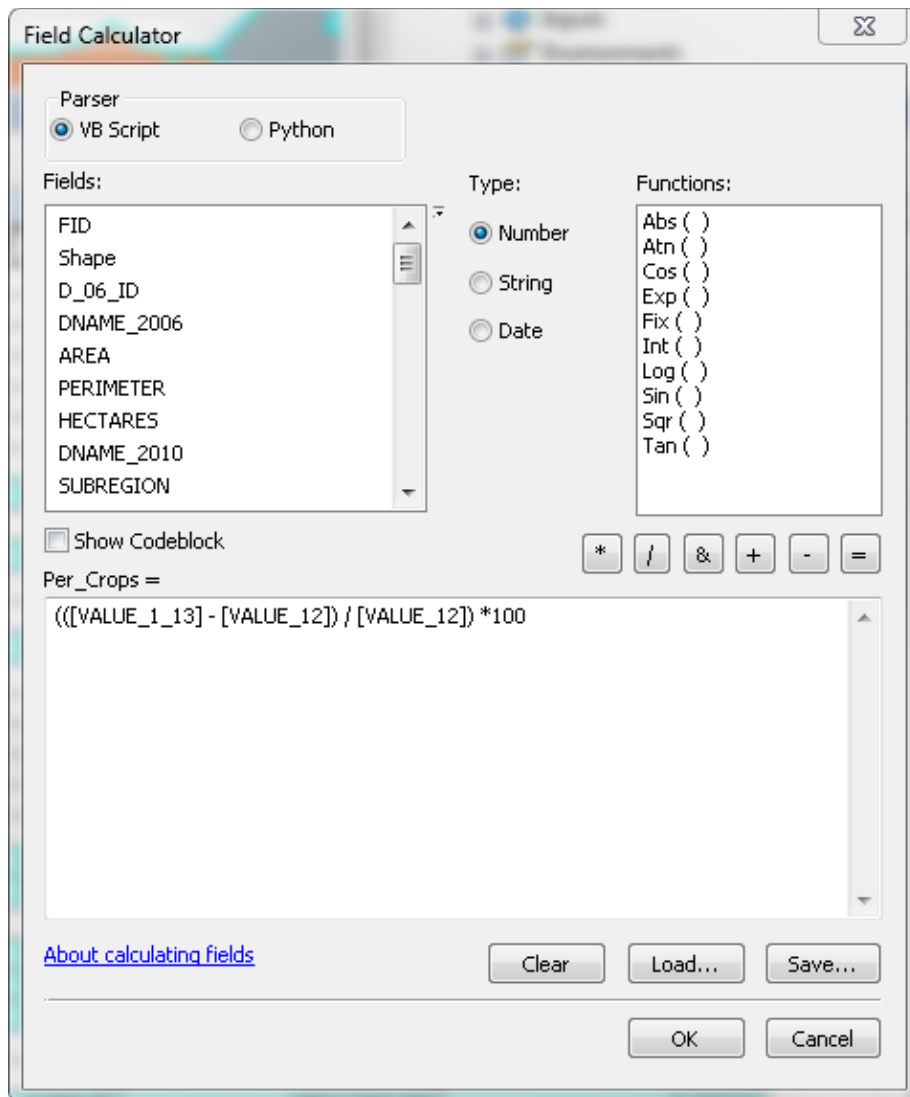 Field Calculator
Parser
VB Script
Python
Fields:
Type:
Functions:
FID
Shape
D_06_ID
DNAME_2006
AREA
PERIMETER
HECTARES
DNAME_2010
SUBREGION
Number
String
Date
Abs ( )
Atn ( )
Cos ( )
Exp ( )
Fix ( )
Int ( )
Log ( )
Sin ( )
Sqr ( )
Tan ( )
Show Codeblock
* / & + - =
Per_Crops =
(([VALUE_1_13] - [VALUE_12]) / [VALUE_12]) *100
About calculating fields
Clear
Load...
Save...
OK
Cancel